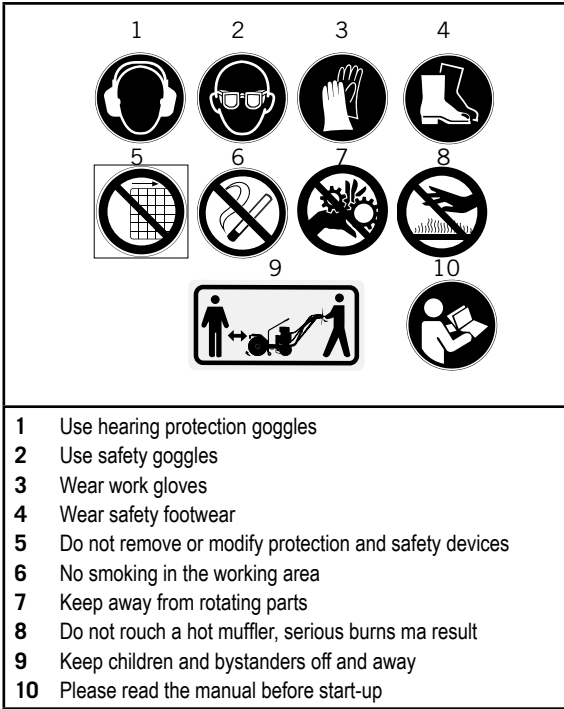 1 2 3 4
5 6 7 8
9 10
1 Use hearing protection goggles
2 Use safety goggles
3 Wear work gloves
4 Wear safety footwear
5 Do not remove or modify protection and safety devices
6 No smoking in the working area
7 Keep away from rotating parts
8 Do not rouch a hot muffler, serious burns ma result
9 Keep children and bystanders off and away
10 Please read the manual before start-up